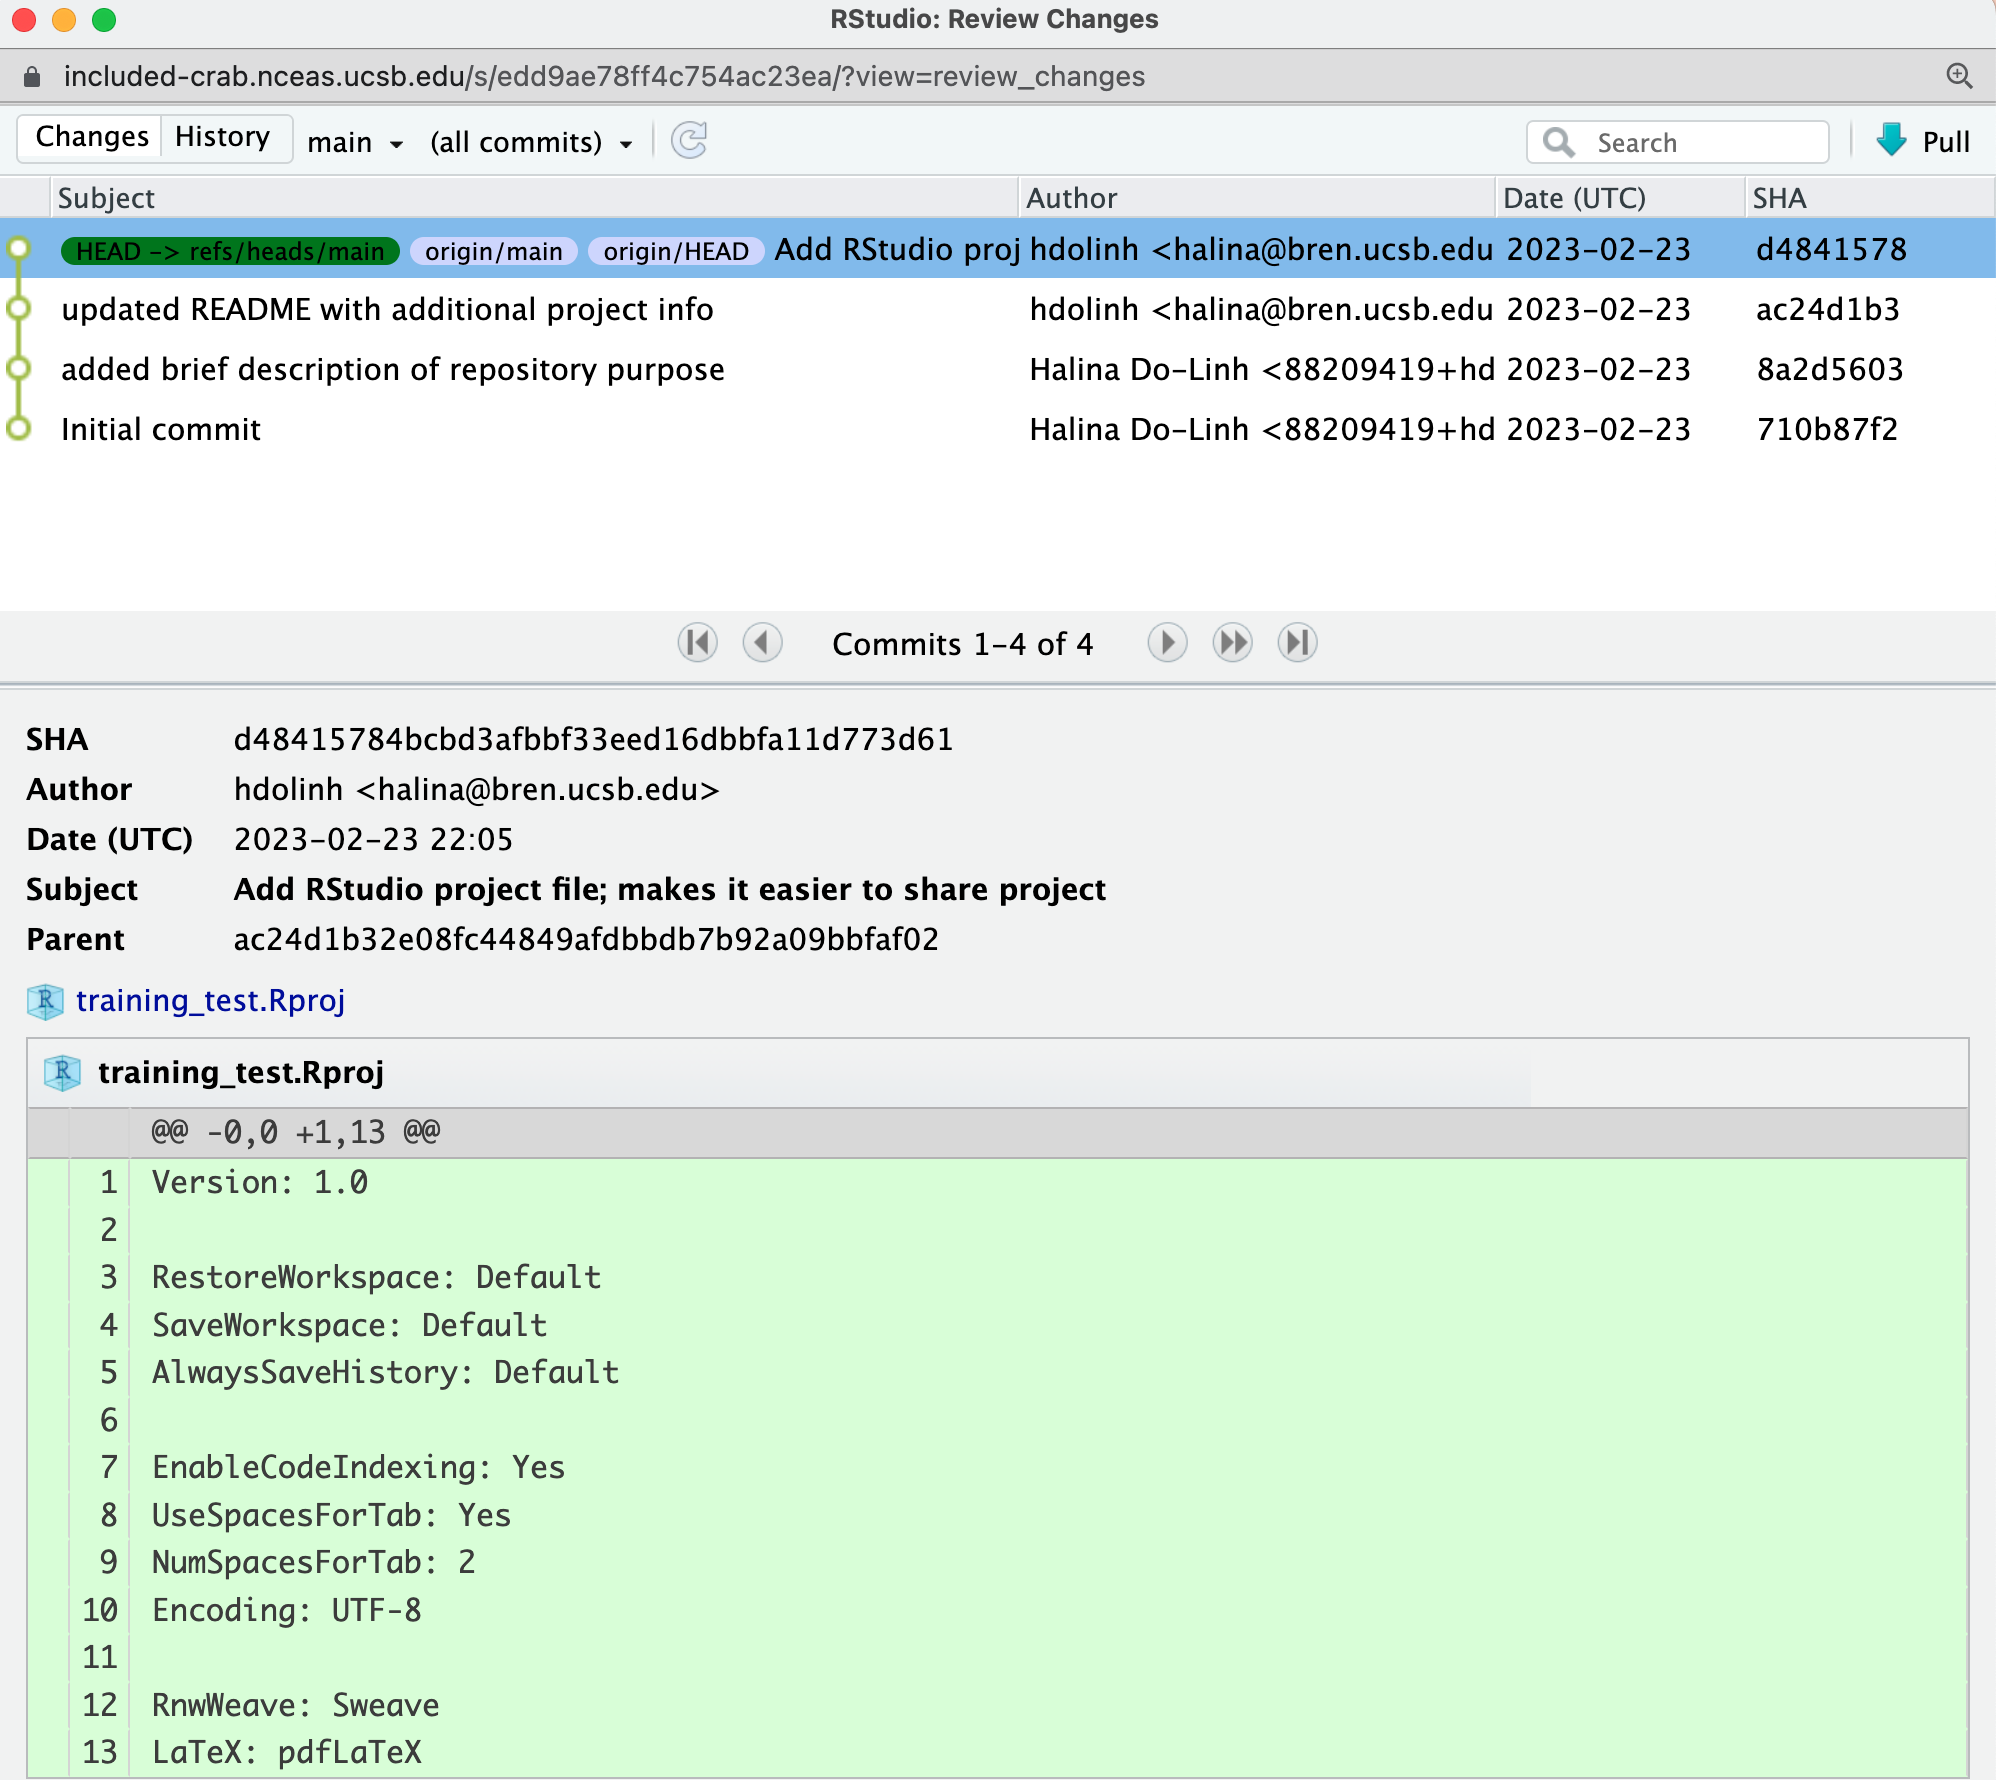 RStudio: Review Changes
included-crab.nceas.ucsb.edu/s/edd9ae78ff4c754ac23ea/?view=review_changes
Changes History main (all commits) Search Pull
Subject Author Date (UTC) SHA
HEAD -> refs/heads/main origin/main origin/HEAD Add RStudio proj hdolinh <halina@bren.ucsb.edu 2023-02-23 d4841578
updated README with additional project info hdolinh <halina@bren.ucsb.edu 2023-02-23 ac24d1b3
added brief description of repository purpose Halina Do-Linh <88209419+hd 2023-02-23 8a2d5603
Initial commit Halina Do-Linh <88209419+hd 2023-02-23 710b87f2
Commits 1-4 of 4
SHA d48415784bcbd3afbbf33eed16dbbfa11d773d61
Author hdolinh <halina@bren.ucsb.edu>
Date (UTC) 2023-02-23 22:05
Subject Add RStudio project file; makes it easier to share project
Parent ac24d1b32e08fc44849afdbbdb7b92a09bbfaf02
R training_test.Rproj
R training_test.Rproj
@@ -0,0 +1,13 @@
1 Version: 1.0
2
3 RestoreWorkspace: Default
4 SaveWorkspace: Default
5 AlwaysSaveHistory: Default
6
7 EnableCodeIndexing: Yes
8 UseSpacesForTab: Yes
9 NumSpacesForTab: 2
10 Encoding: UTF-8
11
12 RnwWeave: Sweave
13 LaTeX: pdfLaTeX